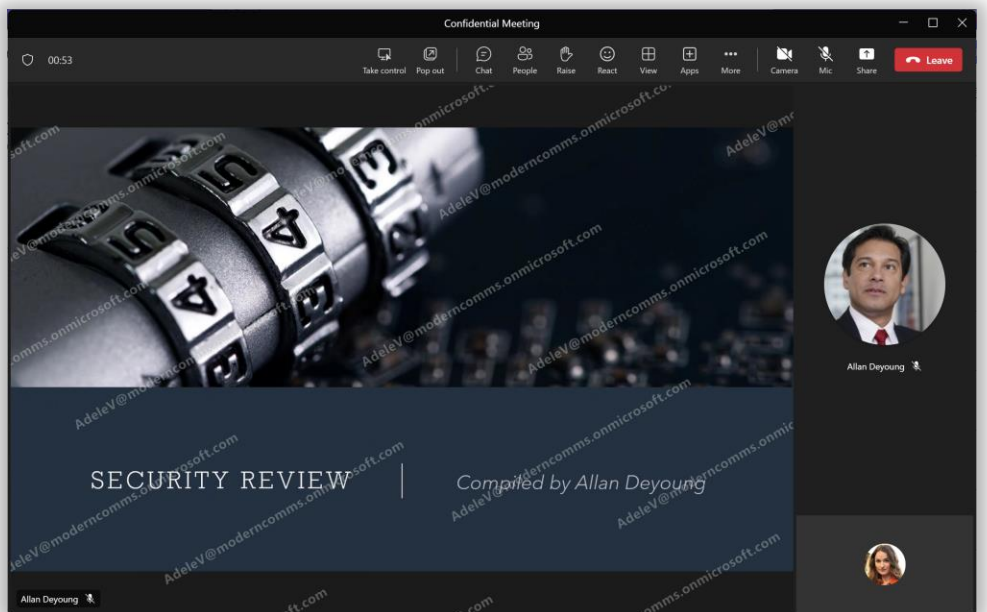 Confidential Meeting
00:53
Take control
Pop out
Chat
People
Raise
React
View
Apps
More
Camera
Mic
Share
Leave
AdeleV@moderncomms.onmicrosoft.com
SECURITY REVIEW
Compiled by Allan Deyoung
Allan Deyoung
Allan Deyoung